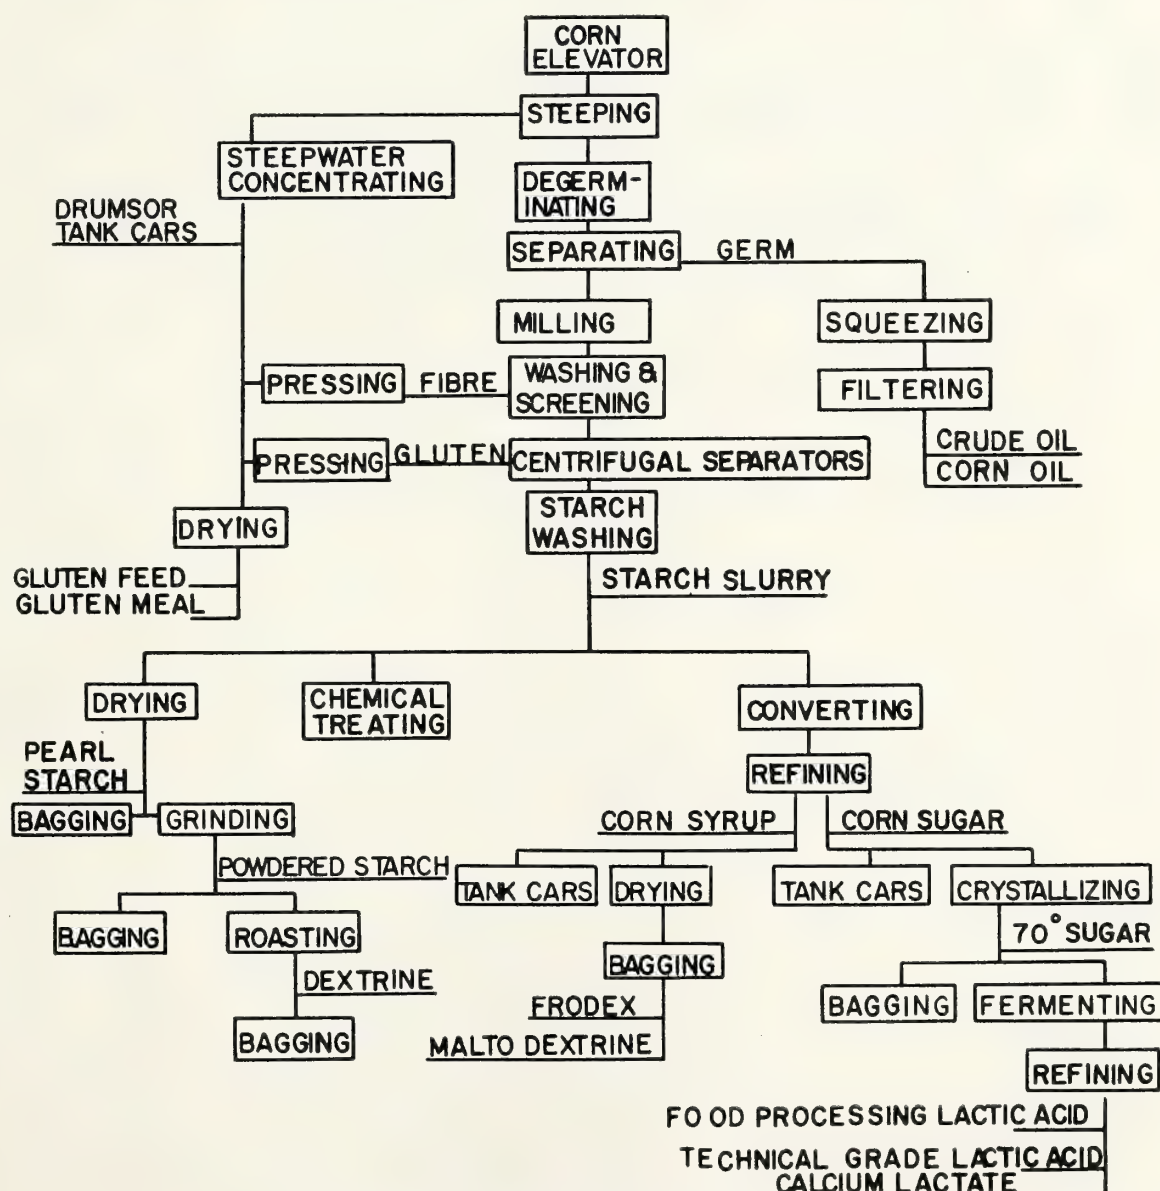 CORN
ELEVATOR
STEEPING
STEEPWATER
CONCENTRATING
DEGERM-
INATING
DRUMSOR
TANK CARS
SEPARATING
GERM
MILLING
SQUEEZING
PRESSING
FIBRE
WASHING &
SCREENING
FILTERING
PRESSING
GLUTEN
CENTRIFUGAL SEPARATORS
CRUDE OIL
CORN OIL
STARCH
WASHING
DRYING
GLUTEN FEED
GLUTEN MEAL
STARCH SLURRY
DRYING
CHEMICAL
TREATING
CONVERTING
PEARL
STARCH
REFINING
BAGGING
GRINDING
CORN SYRUP
CORN SUGAR
POWDERED STARCH
TANK CARS
DRYING
TANK CARS
CRYSTALLIZING
BAGGING
ROASTING
70° SUGAR
BAGGING
DEXTRINE
FRODEX
BAGGING
FERMENTING
BAGGING
MALTO DEXTRINE
REFINING
FOOD PROCESSING LACTIC ACID
TECHNICAL GRADE LACTIC ACID
CALCIUM LACTATE